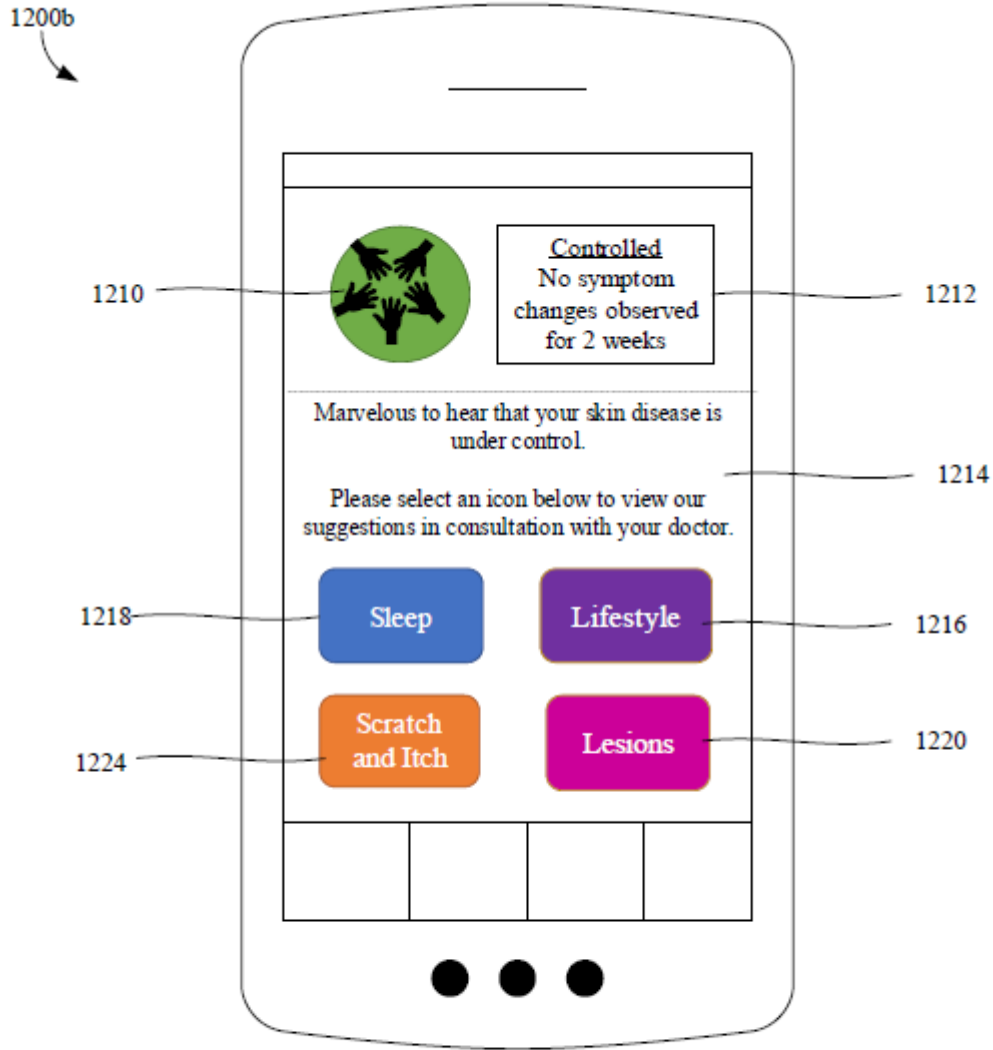 1200b
1210
Controlled
No symptom
changes observed
for 2 weeks
1212
Marvelous to hear that your skin disease is
under control.
1214
Please select an icon below to view our
suggestions in consultation with your doctor.
1218
Sleep
Lifestyle
1216
1224
Scratch
and Itch
Lesions
1220